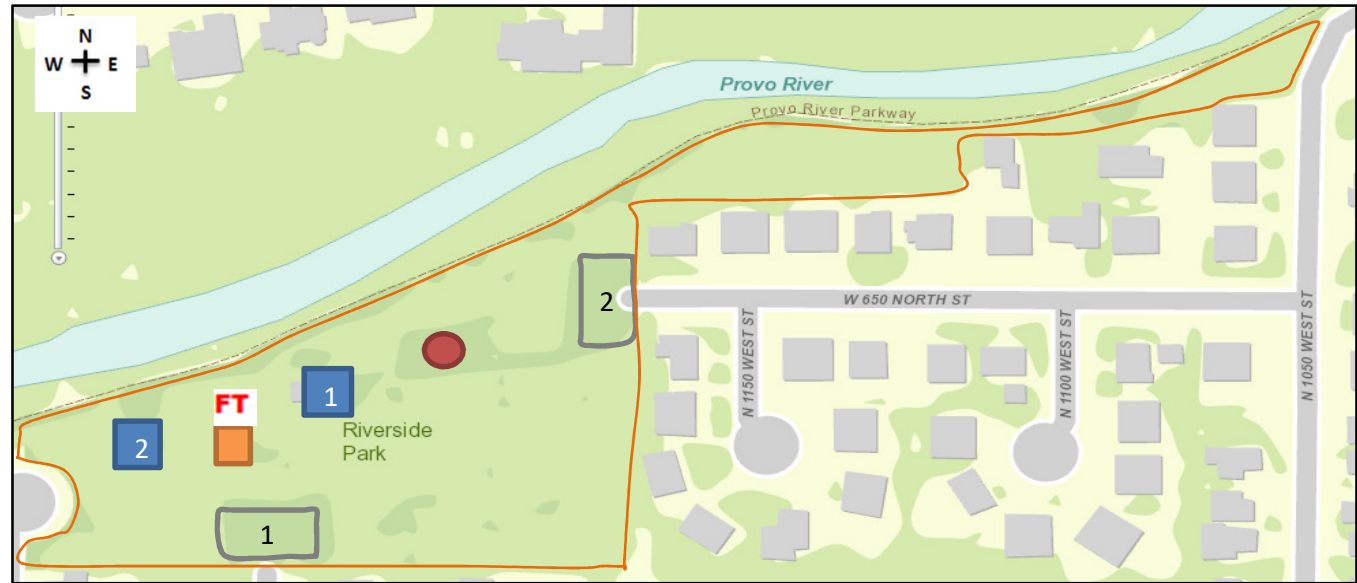 N
W E
S
Provo River
Provo River Parkway
2
W 650 NORTH ST
N 1150 WEST ST
N 1100 WEST ST
N 1050 WEST ST
1
FT
2
Riverside
Park
1